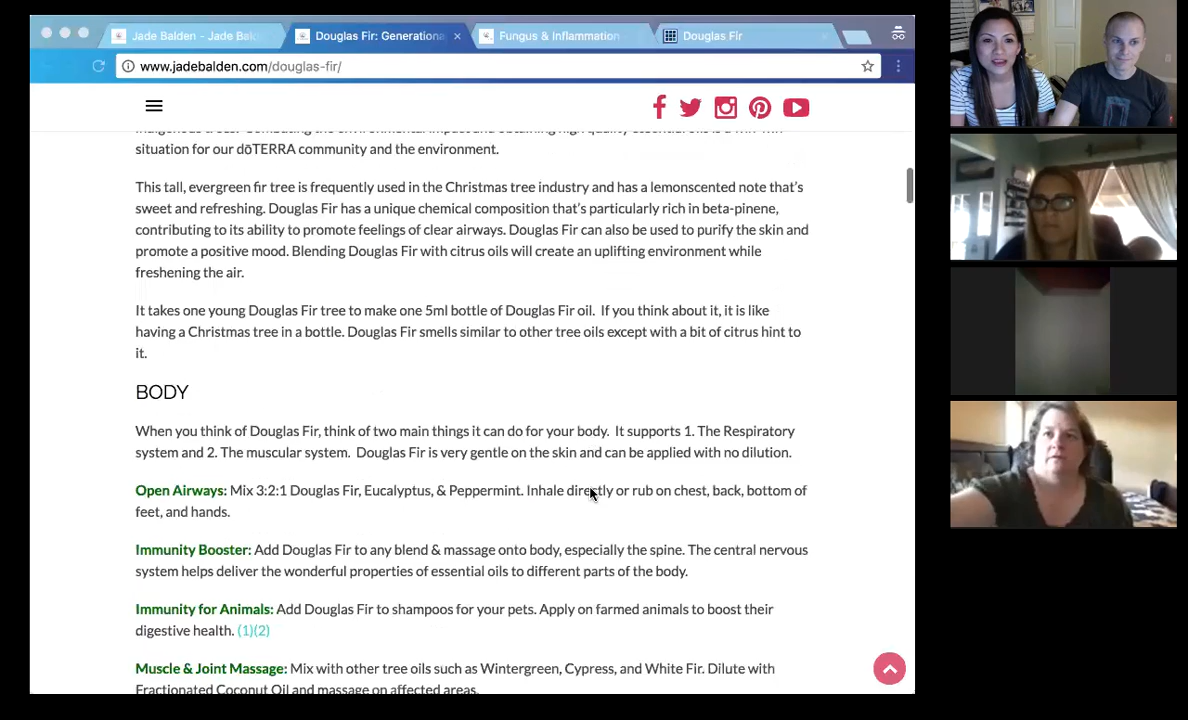 Jade Balden - Jade Bald
Douglas Fir: Generationa
Fungus & Inflammation
Douglas Fir
www.jadebalden.com/douglas-fir/
situation for our dōTERRA community and the environment.
This tall, evergreen fir tree is frequently used in the Christmas tree industry and has a lemonscented note that's
sweet and refreshing. Douglas Fir has a unique chemical composition that's particularly rich in beta-pinene,
contributing to its ability to promote feelings of clear airways. Douglas Fir can also be used to purify the skin and
promote a positive mood. Blending Douglas Fir with citrus oils will create an uplifting environment while
freshening the air.
It takes one young Douglas Fir tree to make one 5ml bottle of Douglas Fir oil. If you think about it, it is like
having a Christmas tree in a bottle. Douglas Fir smells similar to other tree oils except with a bit of citrus hint to
it.
BODY
When you think of Douglas Fir, think of two main things it can do for your body. It supports 1. The Respiratory
system and 2. The muscular system. Douglas Fir is very gentle on the skin and can be applied with no dilution.
Open Airways: Mix 3:2:1 Douglas Fir, Eucalyptus, & Peppermint. Inhale directly or rub on chest, back, bottom of
feet, and hands.
Immunity Booster: Add Douglas Fir to any blend & massage onto body, especially the spine. The central nervous
system helps deliver the wonderful properties of essential oils to different parts of the body.
Immunity for Animals: Add Douglas Fir to shampoos for your pets. Apply on farmed animals to boost their
digestive health. (1)(2)
Muscle & Joint Massage: Mix with other tree oils such as Wintergreen, Cypress, and White Fir. Dilute with
Fractionated Coconut Oil and massage on affected areas.